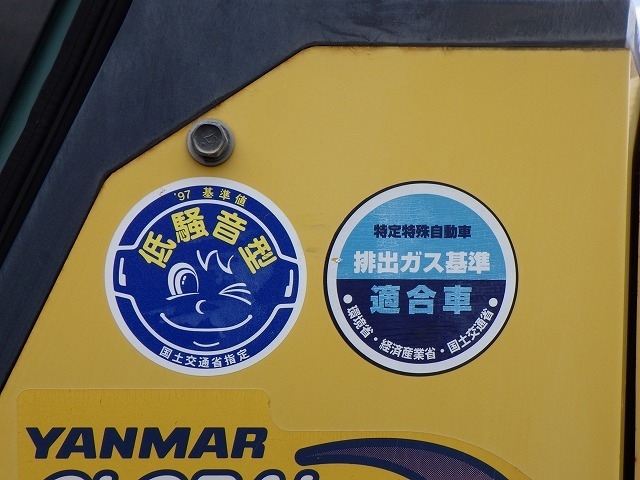 '97 基準値
低騒音型
国土交通省指定
特定特殊自動車
排出ガス基準
適合車
●環境省・経済産業省・国土交通省●
YANMAR